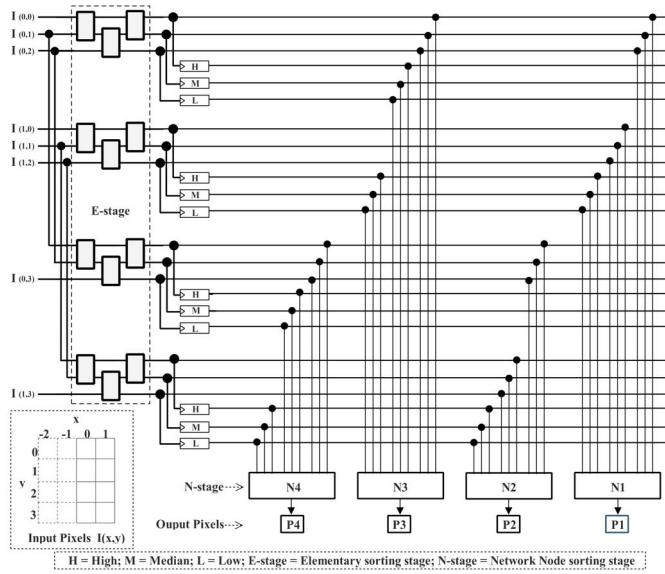 I (0,0)
I (0,1)
I (0,2)
H
M
L
I (1,0)
I (1,1)
I (1,2)
H
M
L
E-stage
I (0,3)
H
M
L
I (1,3)
H
M
L
x
-2 -1 0 1
0
1
y
2
3
Input Pixels I(x,y)
N-stage
N4 N3 N2 N1
Ouput Pixels
P4 P3 P2 P1
H = High; M = Median; L = Low; E-stage = Elementary sorting stage; N-stage = Network Node sorting stage